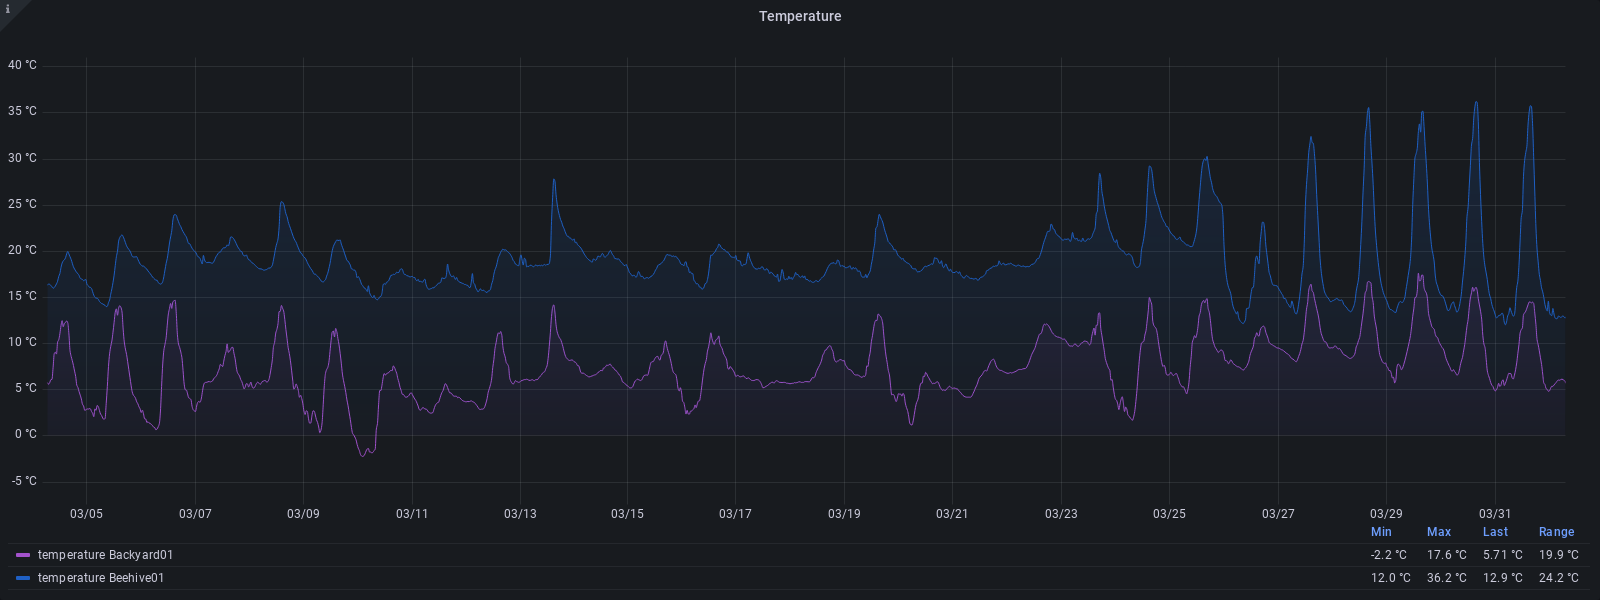 i
Temperature
40 °C
35 °C
30 °C
25 °C
20 °C
15 °C
10 °C
5 °C
0 °C
-5 °C
03/05 03/07 03/09 03/11 03/13 03/15 03/17 03/19 03/21 03/23 03/25 03/27 03/29 03/31
Min Max Last Range
temperature Backyard01 -2.2 °C 17.6 °C 5.71 °C 19.9 °C
temperature Beehive01 12.0 °C 36.2 °C 12.9 °C 24.2 °C